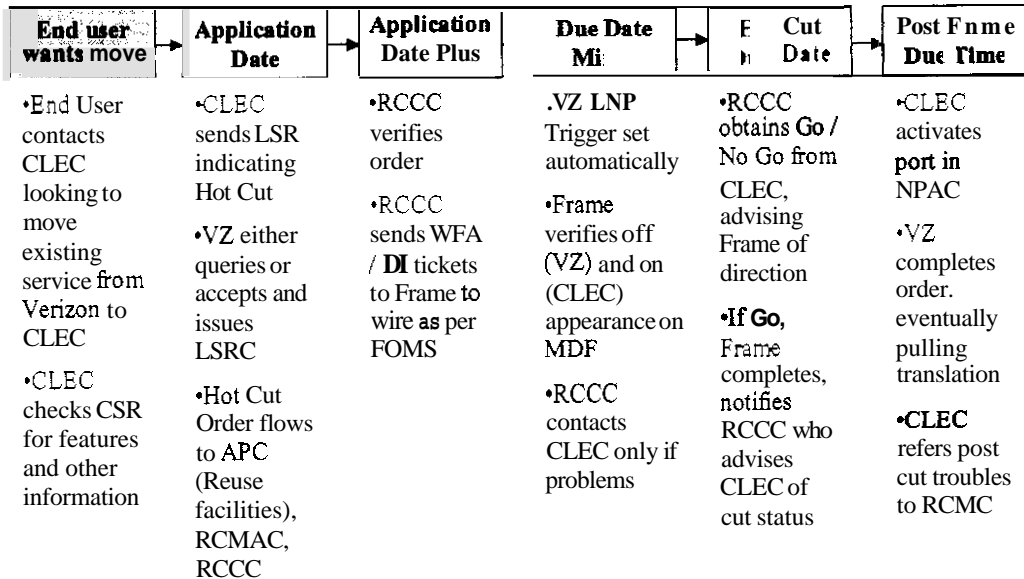 End user
wants move
Application
Date
Application
Date Plus
Due Date
Mi
E Cut
Date
Post Fnme
Due Time
•End User
contacts
CLEC
looking to
move
existing
service from
Verizon to
CLEC
•CLEC
checks CSR
for features
and other
information
•CLEC
sends LSR
indicating
Hot Cut
•VZ either
queries or
accepts and
issues
LSRC
•Hot Cut
Order flows
to APC
(Reuse
facilities),
RCMAC,
RCCC
•RCCC
verifies
order
•RCCC
sends WFA
/ DI tickets
to Frame to
wire as per
FOMS
.VZ LNP
Trigger set
automatically
•Frame
verifies off
(VZ) and on
(CLEC)
appearance on
MDF
•RCCC
contacts
CLEC only if
problems
•RCCC
obtains Go /
No Go from
CLEC,
advising
Frame of
direction
•If Go,
Frame
completes,
notifies
RCCC who
advises
CLEC of
cut status
•CLEC
activates
port in
NPAC
•VZ
completes
order.
eventually
pulling
translation
•CLEC
refers post
cut troubles
to RCMC